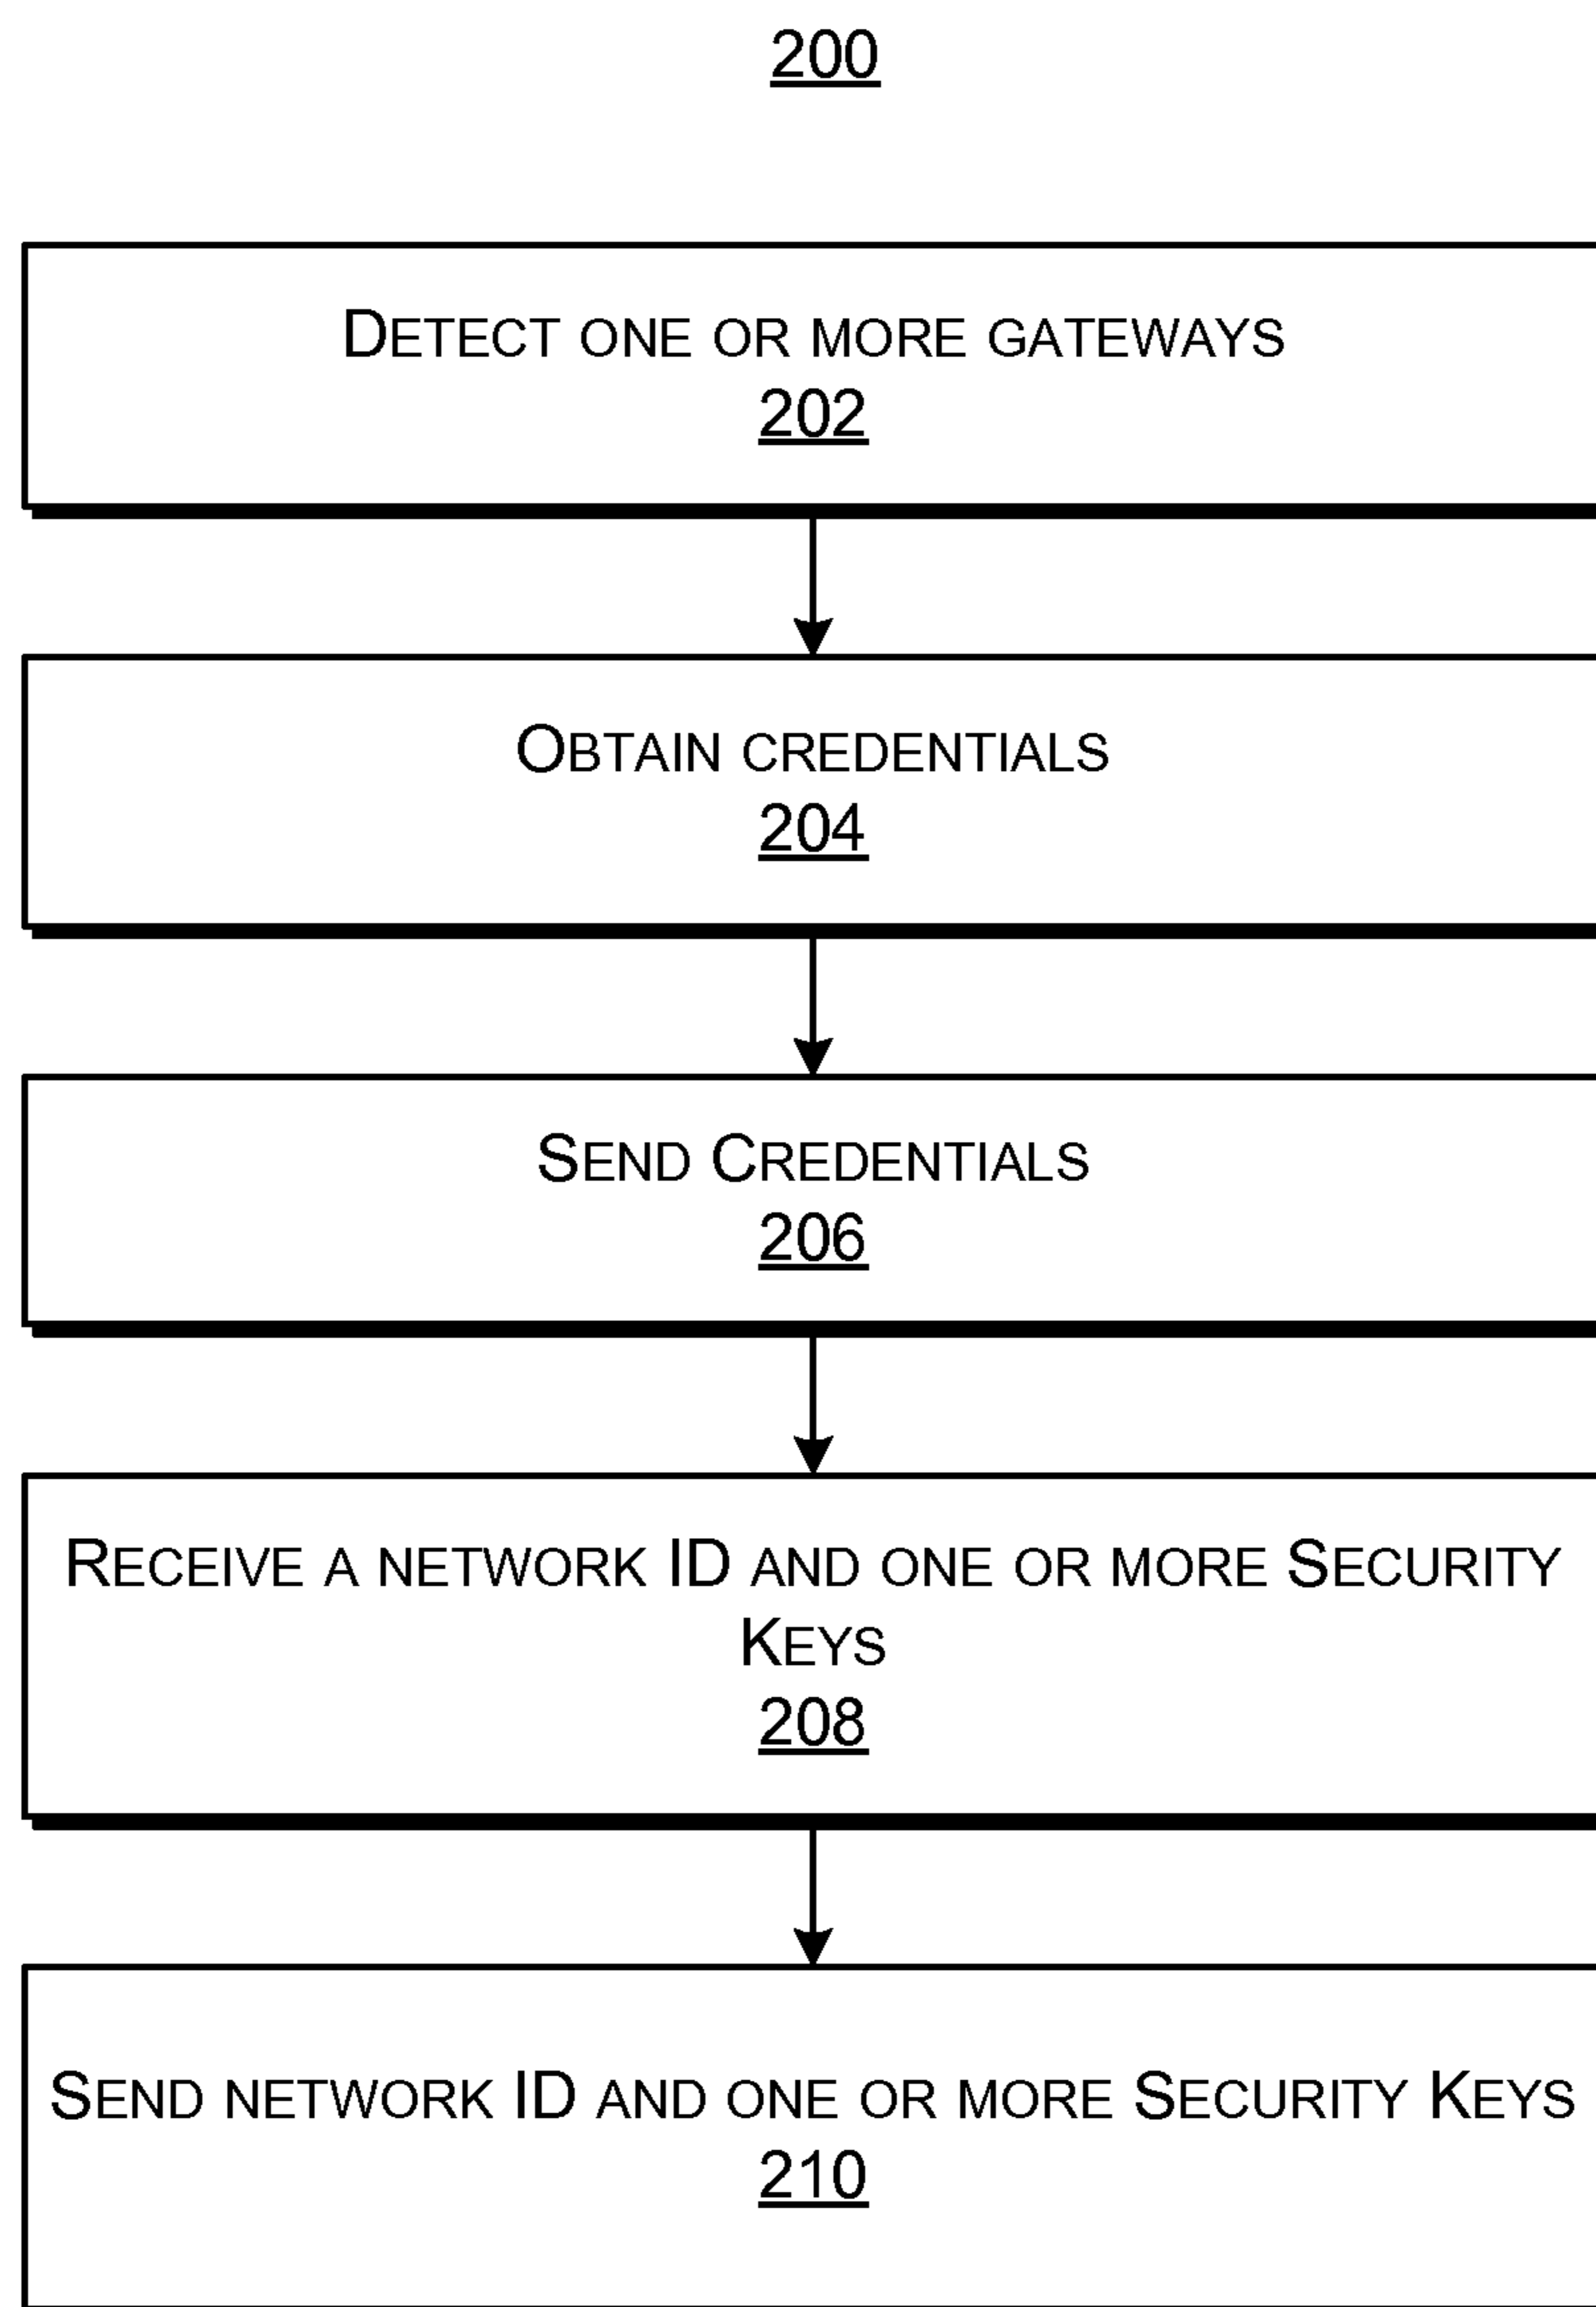 200
Detect one or more gateways
202
Obtain credentials
204
Send Credentials
206
Receive a network ID and one or more Security
Keys
208
Send network ID and one or more Security Keys
210